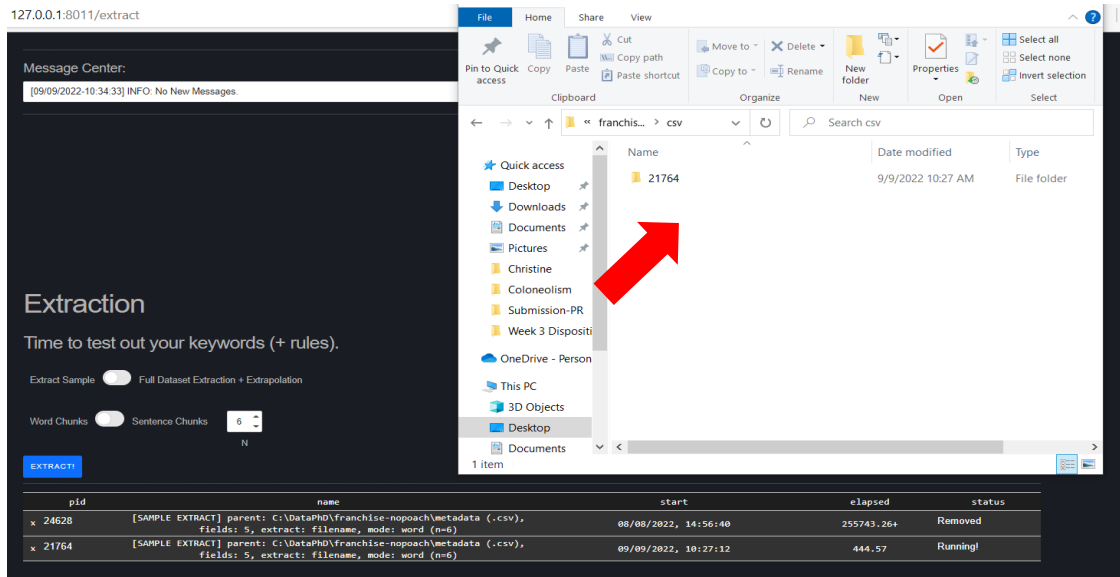 127.0.0.1:8011/extract
Message Center:
[09/09/2022-10:34:33] INFO: No New Messages.
Extraction
Time to test out your keywords (+ rules).
Extract Sample Full Dataset Extraction + Extrapolation
Word Chunks Sentence Chunks 6
N
EXTRACT!
File Home Share View
Pin to Quick access
Copy
Paste
Cut
Copy path
Paste shortcut
Clipboard
Move to
Copy to
Delete
Rename
Organize
New folder
New
Properties
Open
Select all
Select none
Invert selection
Select
« franchis... > csv
Search csv
Name Date modified Type
21764 9/9/2022 10:27 AM File folder
Quick access
Desktop
Downloads
Documents
Pictures
Christine
Coloneolism
Submission-PR
Week 3 Dispositi
OneDrive - Person
This PC
3D Objects
Desktop
Documents
1 item
pid name start elapsed status
x 24628 [SAMPLE EXTRACT] parent: C:\DataPhD\franchise-nopoach\metadata (.csv), 08/08/2022, 14:56:40 255743.26+ Removed
fields: 5, extract: filename, mode: word (n=6)
x 21764 [SAMPLE EXTRACT] parent: C:\DataPhD\franchise-nopoach\metadata (.csv), 09/09/2022, 10:27:12 444.57 Running!
fields: 5, extract: filename, mode: word (n=6)